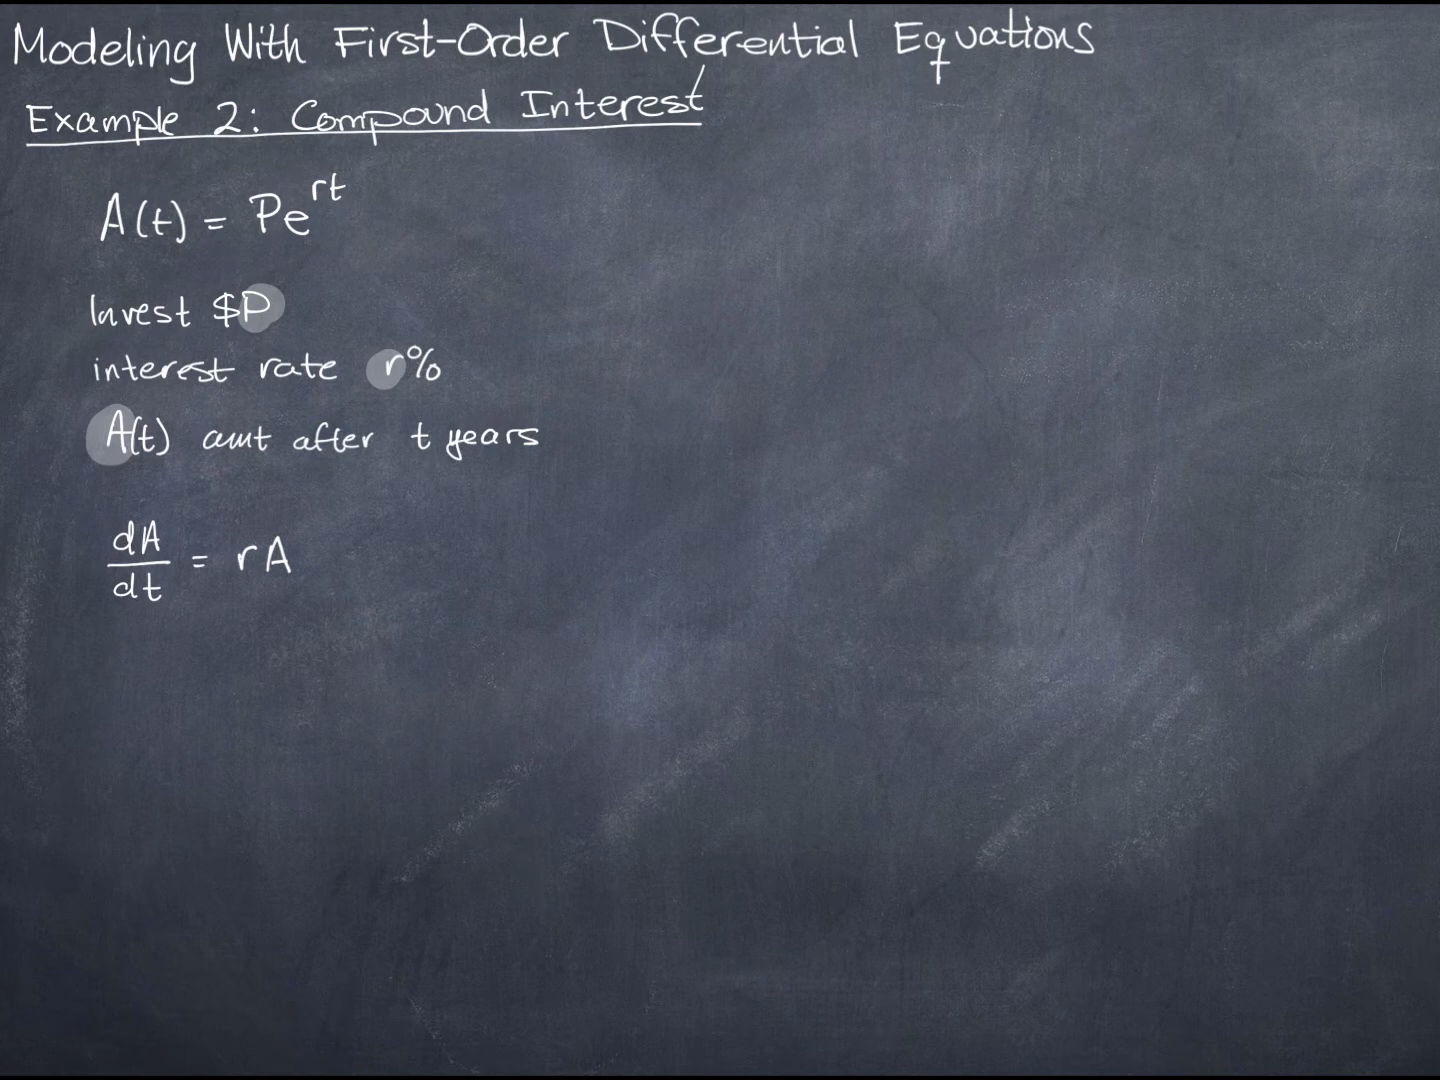 Modeling With First-Order Differential Equations
Example 2: Compound Interest
A(t) = Pe^{rt}
Invest $P
interest rate r%
A(t) amt after t years
dA/dt = rA